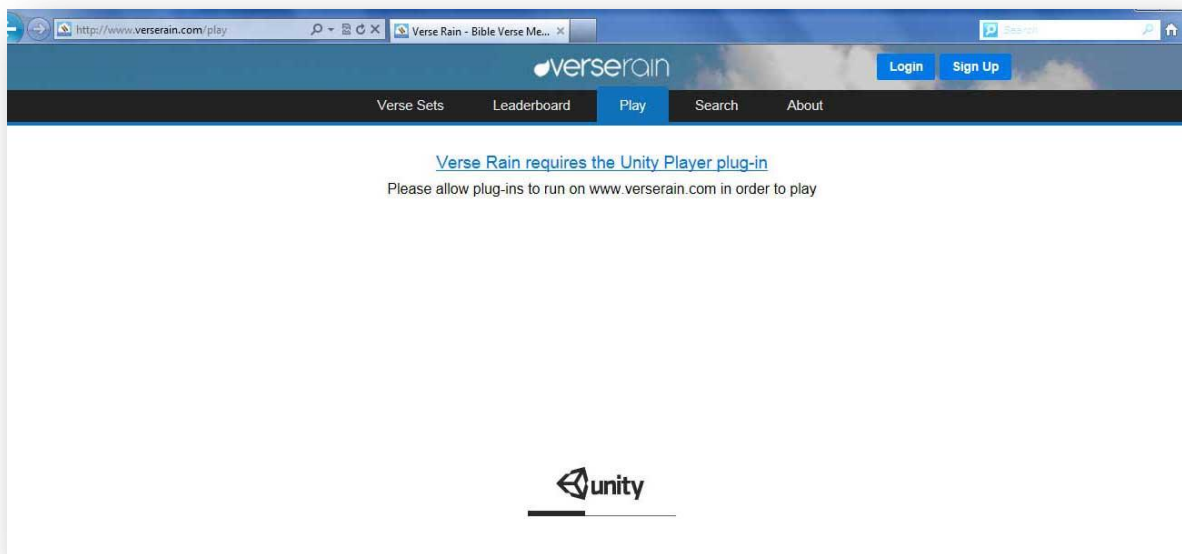 http://www.verserain.com/play
Verse Rain - Bible Verse Me...
Search
verserain
Login
Sign Up
Verse Sets
Leaderboard
Play
Search
About
Verse Rain requires the Unity Player plug-in
Please allow plug-ins to run on www.verserain.com in order to play
unity